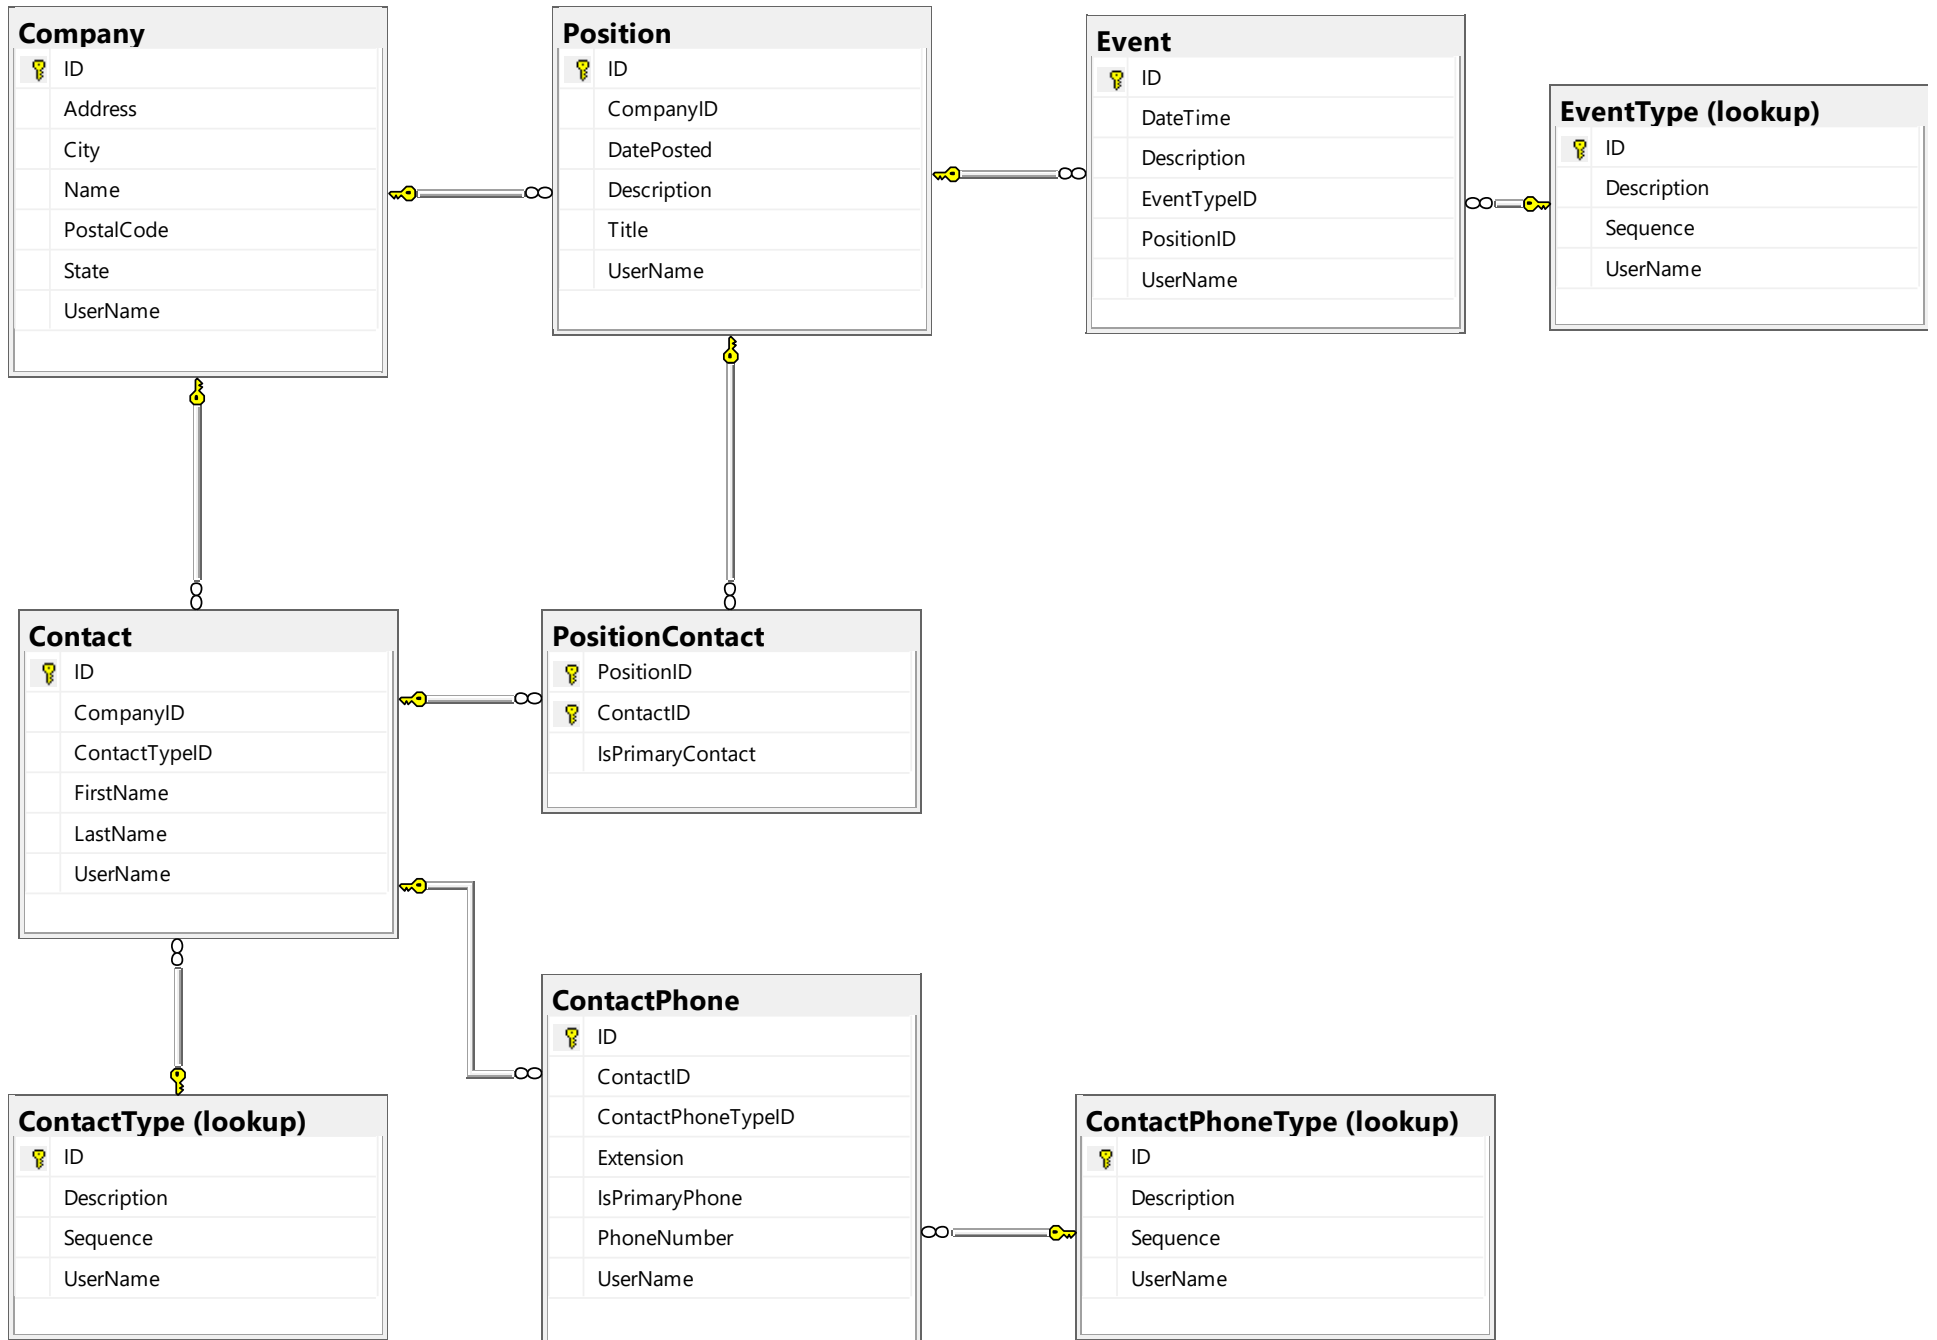 Company
ID
Address
City
Name
PostalCode
State
UserName
Position
ID
CompanyID
DatePosted
Description
Title
UserName
Event
ID
DateTime
Description
EventTypeID
PositionID
UserName
EventType (lookup)
ID
Description
Sequence
UserName
Contact
ID
CompanyID
ContactTypeID
FirstName
LastName
UserName
PositionContact
PositionID
ContactID
IsPrimaryContact
ContactType (lookup)
ID
Description
Sequence
UserName
ContactPhone
ID
ContactID
ContactPhoneTypeID
Extension
IsPrimaryPhone
PhoneNumber
UserName
ContactPhoneType (lookup)
ID
Description
Sequence
UserName